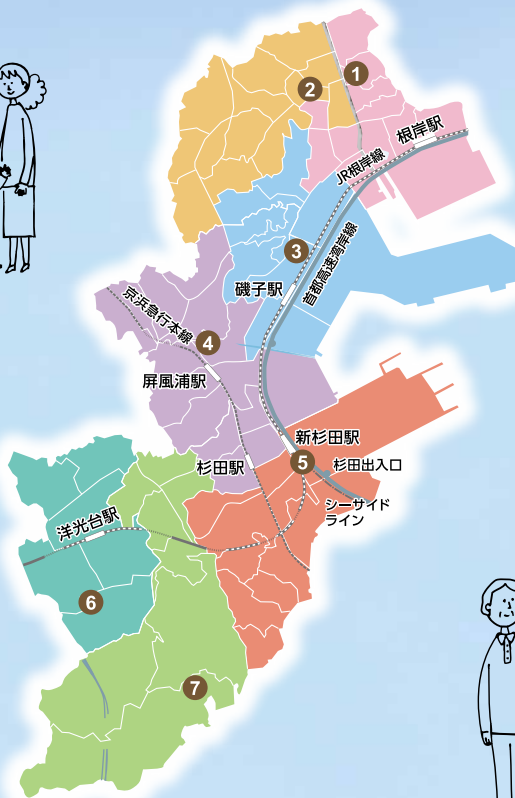 1
2
根岸駅
JR根岸線
3
首都高速湾岸線
磯子駅
京浜急行本線
4
屏風浦駅
新杉田駅
杉田駅
5
杉田出入口
シーサイド
ライン
洋光台駅
6
7